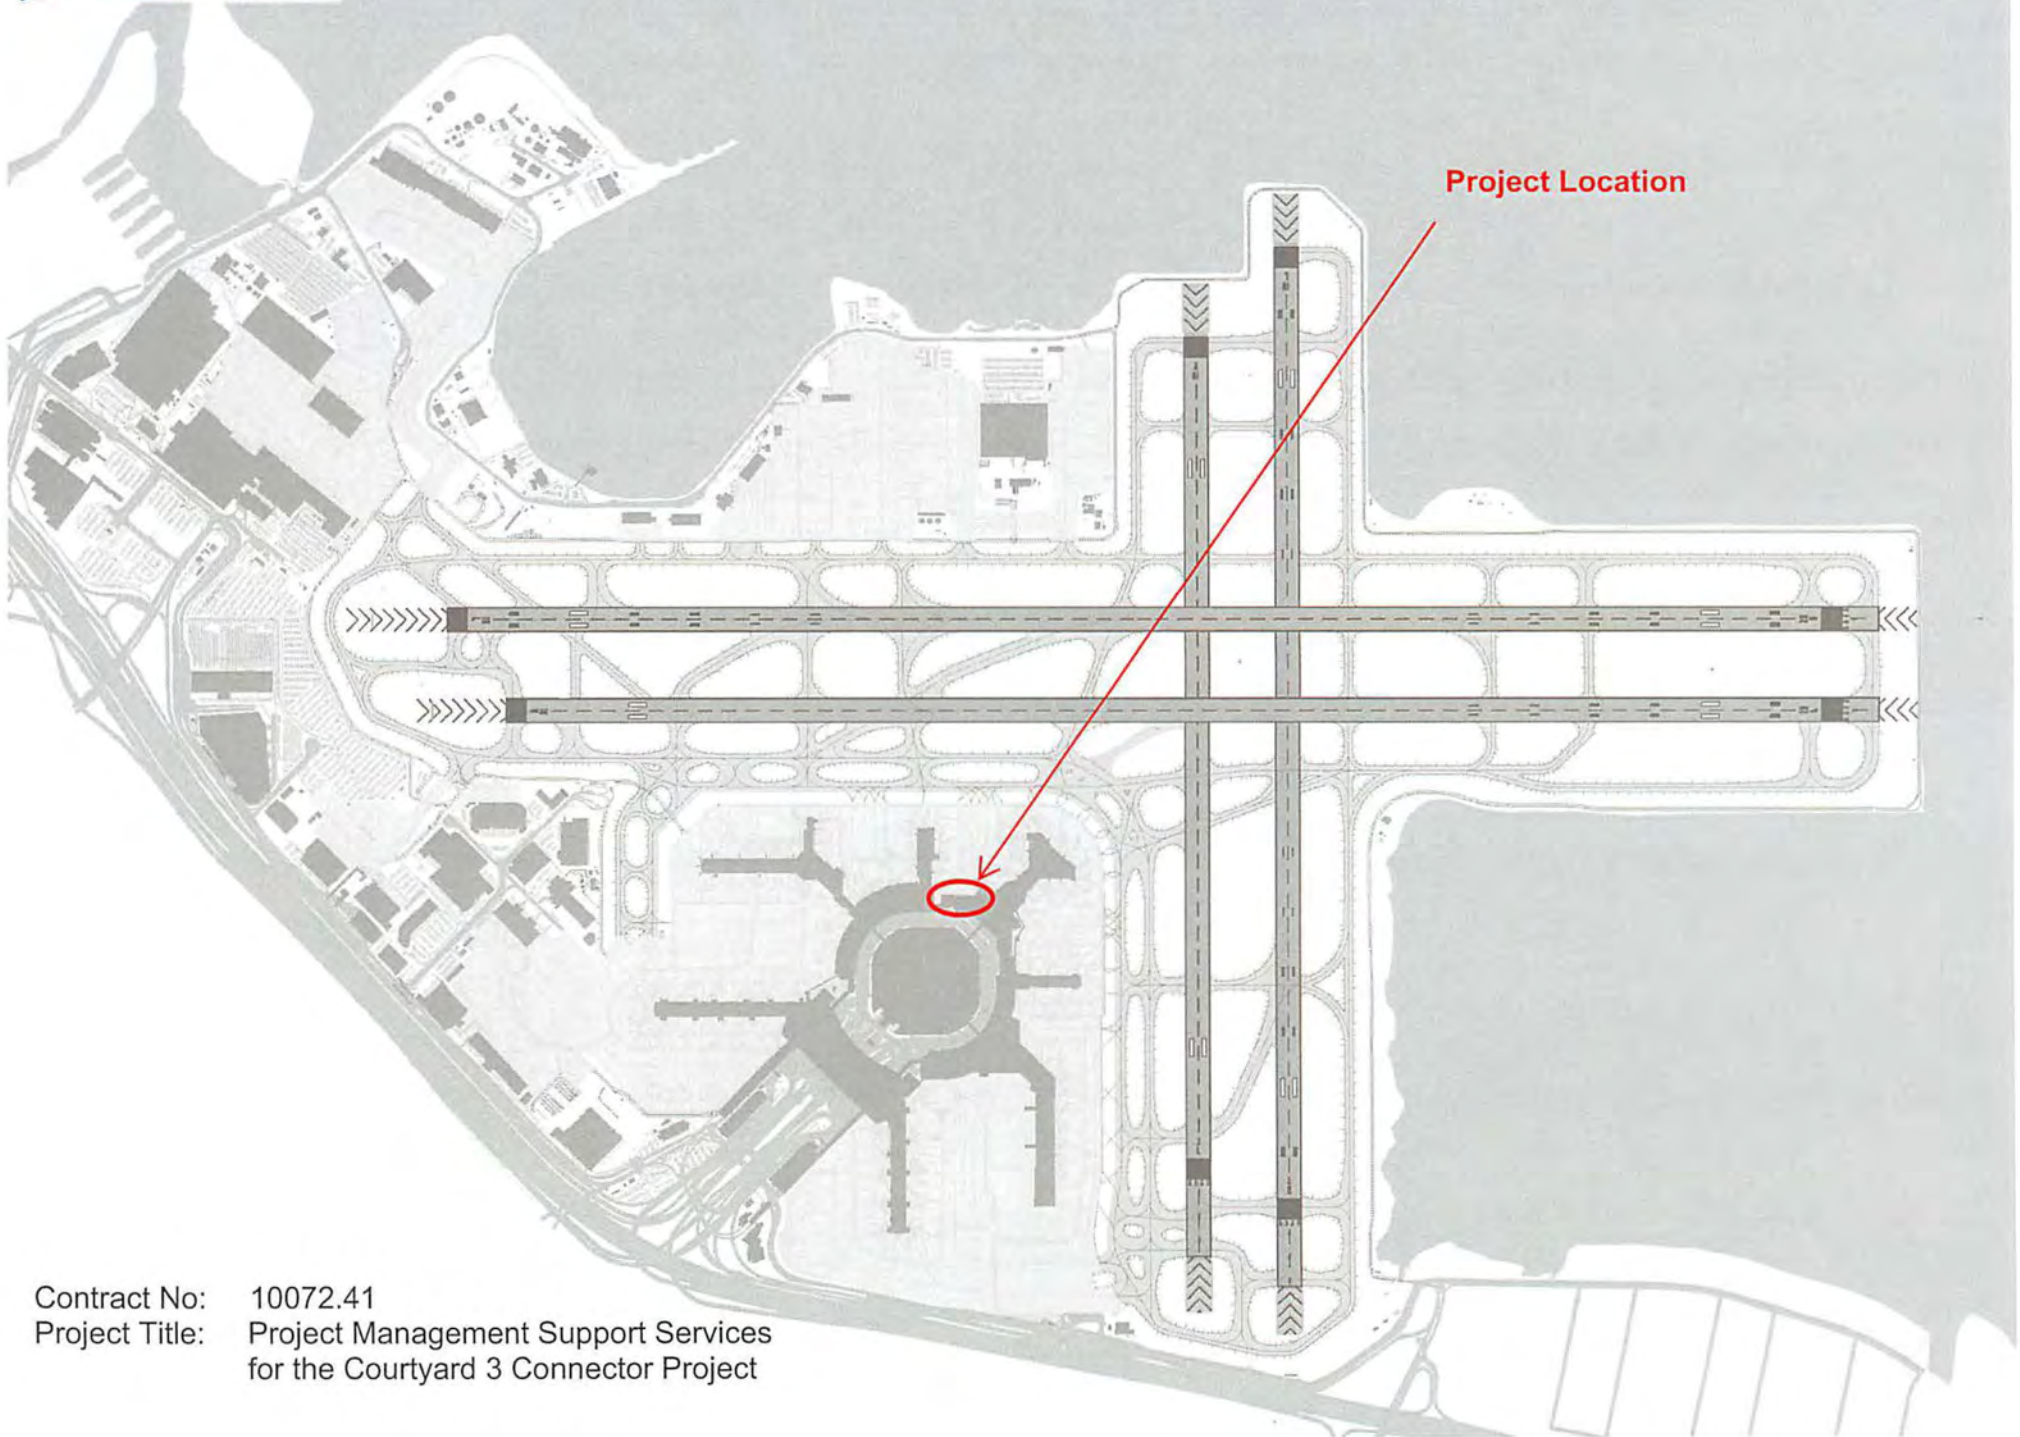 Project Location
Contract No: 10072.41
Project Title: Project Management Support Services
for the Courtyard 3 Connector Project